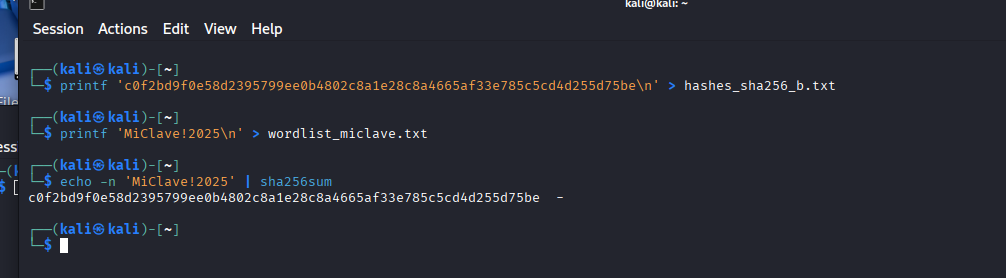 kali@kali: ~
Session Actions Edit View Help
┌──(kali㉿kali)-[~]
└─$ printf 'c0f2bd9f0e58d2395799ee0b4802c8a1e28c8a4665af33e785c5cd4d255d75be\n' > hashes_sha256_b.txt
┌──(kali㉿kali)-[~]
└─$ printf 'MiClave!2025\n' > wordlist_miclave.txt
┌──(kali㉿kali)-[~]
└─$ echo -n 'MiClave!2025' | sha256sum
c0f2bd9f0e58d2395799ee0b4802c8a1e28c8a4665af33e785c5cd4d255d75be  -
┌──(kali㉿kali)-[~]
└─$